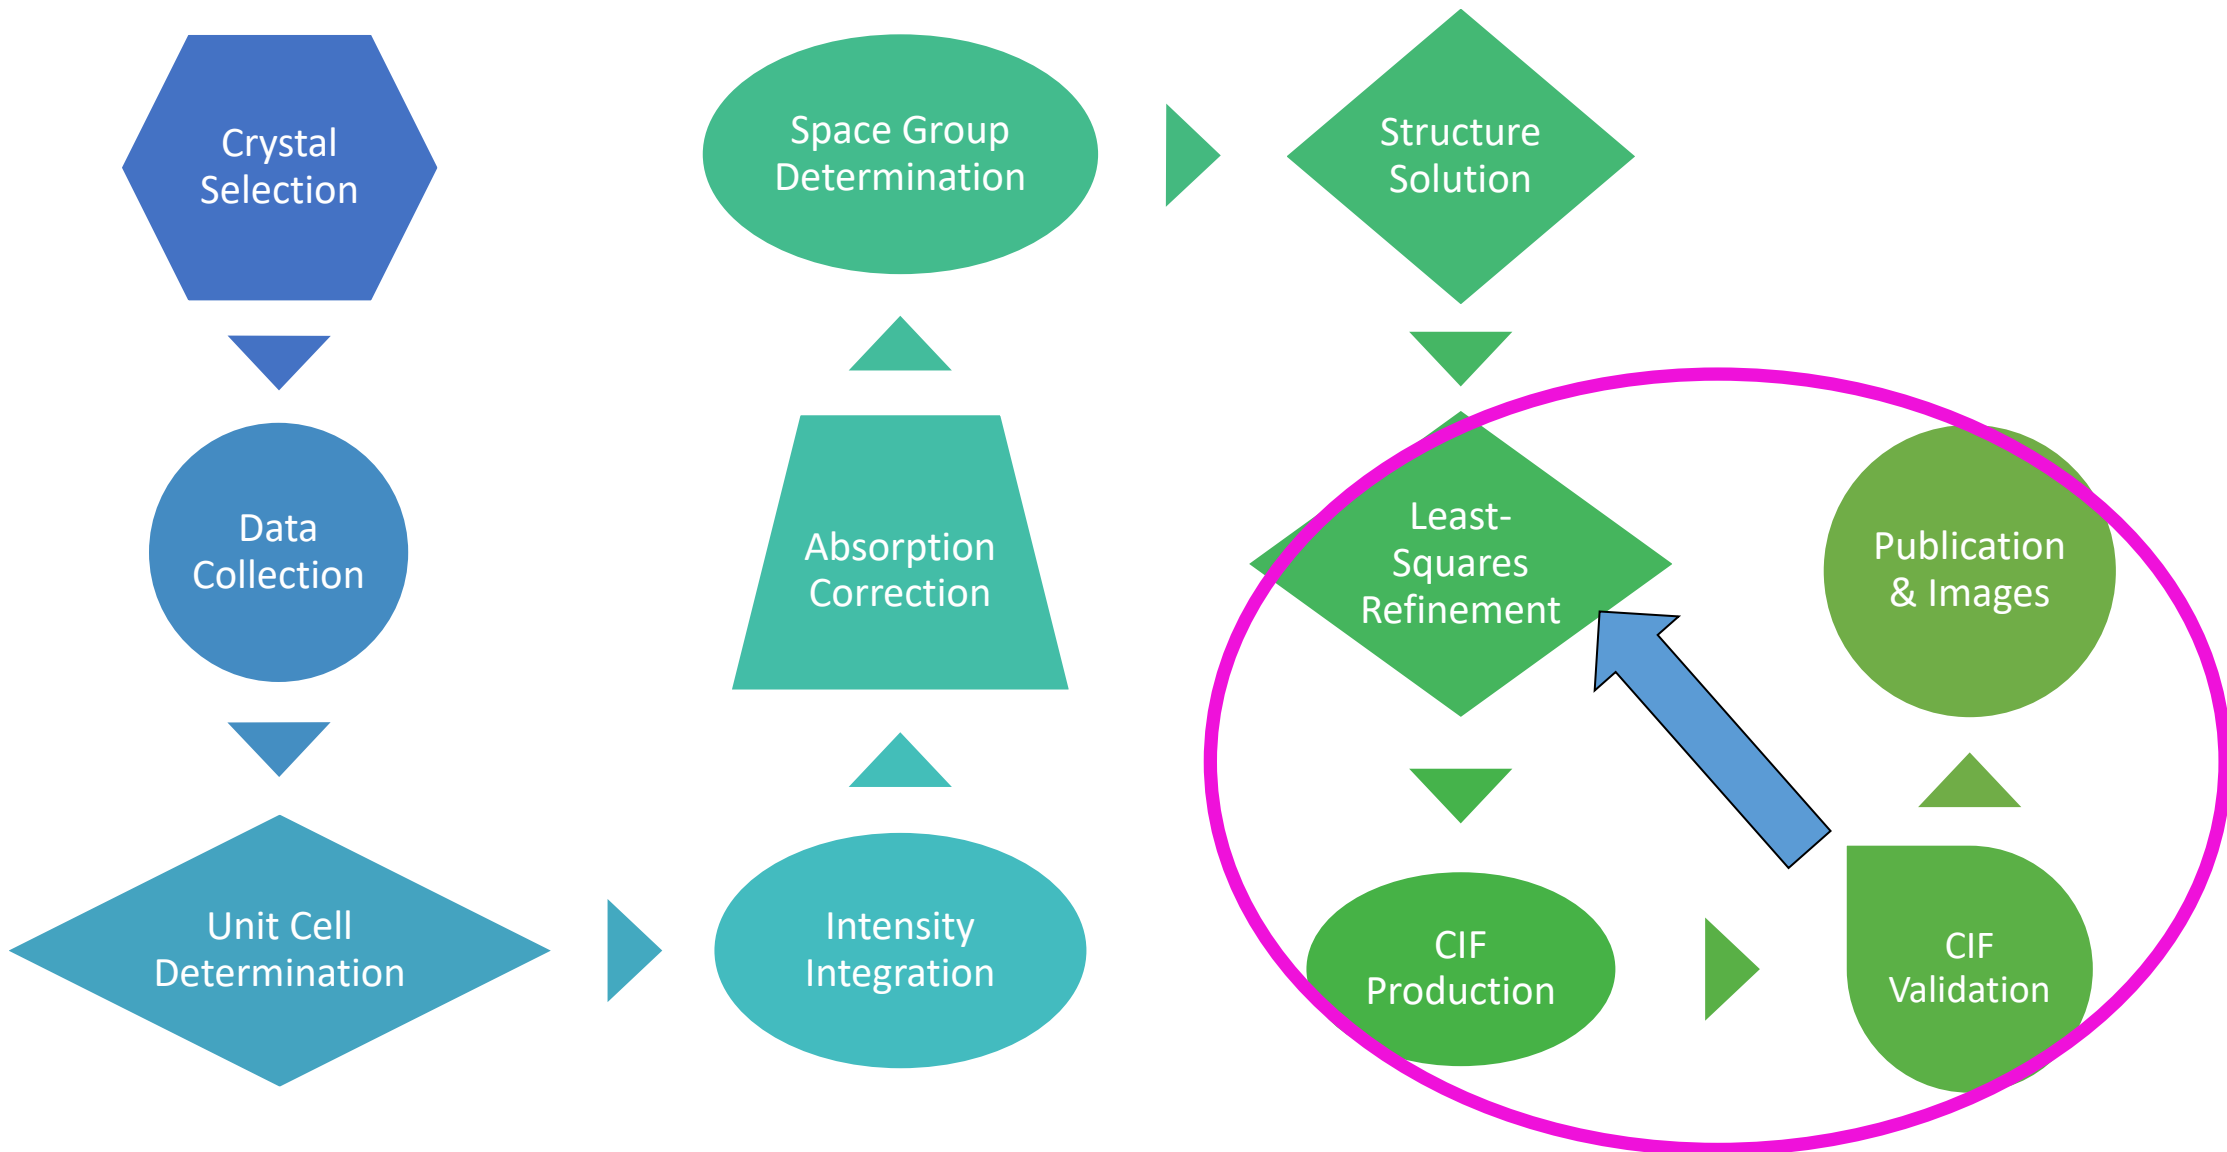 Crystal
Selection
Data
Collection
Unit Cell
Determination
Intensity
Integration
Absorption
Correction
Space Group
Determination
Structure
Solution
Least-
Squares
Refinement
CIF
Production
CIF
Validation
Publication
& Images